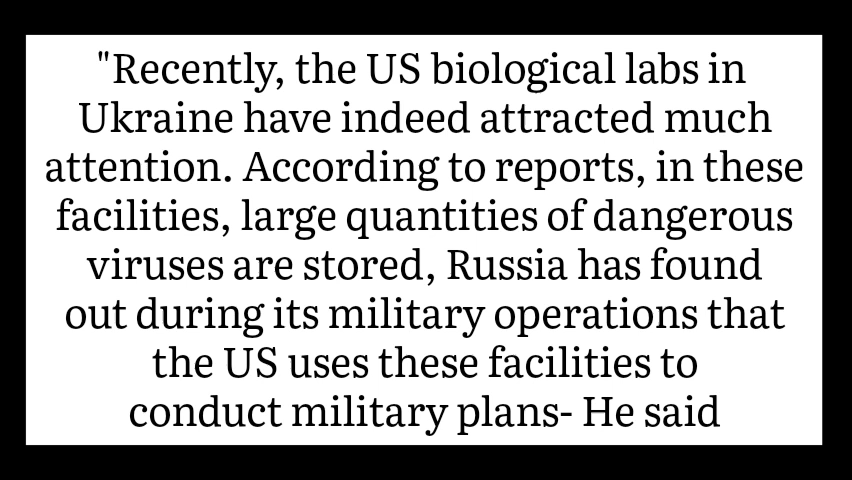 "Recently, the US biological labs in
Ukraine have indeed attracted much
attention. According to reports, in these
facilities, large quantities of dangerous
viruses are stored, Russia has found
out during its military operations that
the US uses these facilities to
conduct military plans- He said